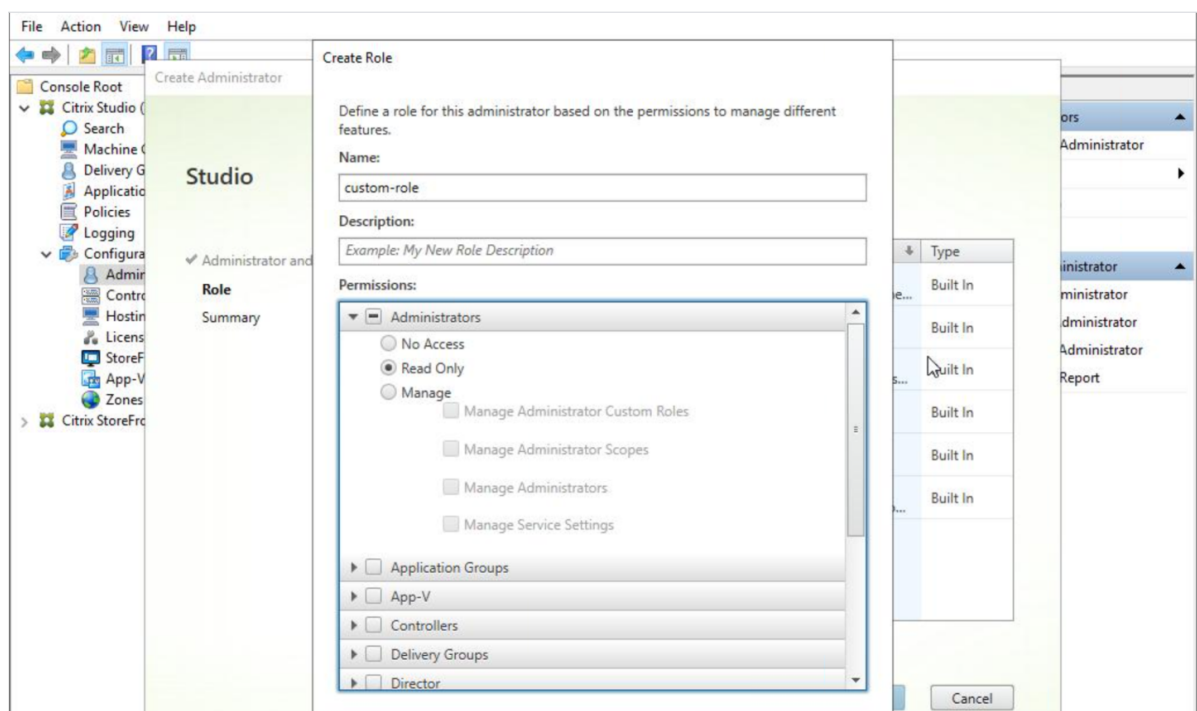 File Action View Help
Create Role
Console Root
Create Administrator
Citrix Studio (
Define a role for this administrator based on the permissions to manage different
features.
ors
Search
Administrator
Machine C
Name:
Delivery G
Studio
custom-role
Applicatio
Policies
Description:
Logging
Example: My New Role Description
Configura
Administrator and
Type
Admin
Permissions:
inistrator
Role
Built In
Contro
Administrators
ministrator
Summary
Hostin
No Access
Built In
dministrator
Licens
Read Only
Administrator
StoreF
Built In
App-V
Manage
Report
Zones
Manage Administrator Custom Roles
Built In
Citrix StoreFro
Manage Administrator Scopes
Built In
Manage Administrators
Built In
Manage Service Settings
Application Groups
App-V
Controllers
Delivery Groups
Director
Cancel